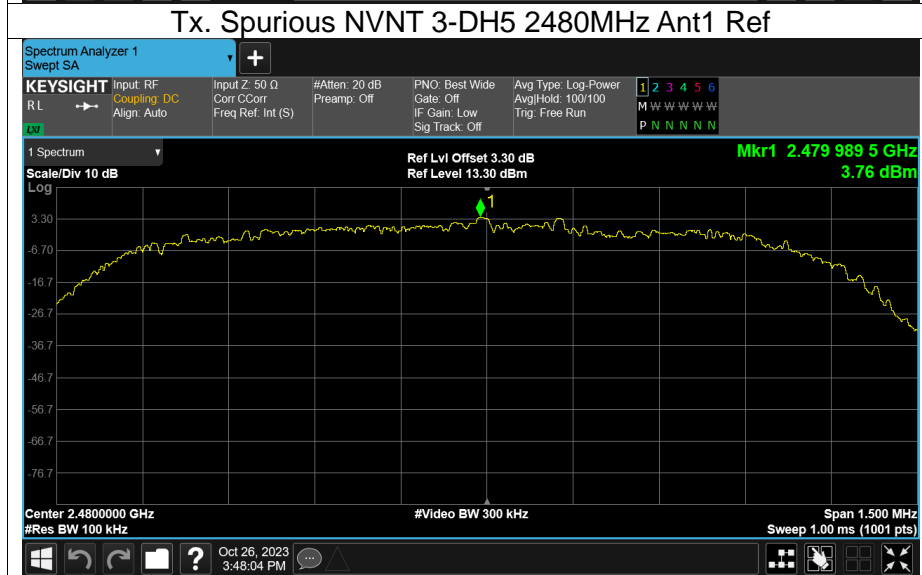 Tx. Spurious NVNT 3-DH5 2480MHz Ant1 Ref
Spectrum Analyzer 1
Swept SA
KEYSIGHT
R L
LXI
Input: RF
Coupling: DC
Align: Auto
Input Z: 50 Ω
Corr CCorr
Freq Ref: Int (S)
#Atten: 20 dB
Preamp: Off
PNO: Best Wide
Gate: Off
IF Gain: Low
Sig Track: Off
Avg Type: Log-Power
Avg|Hold: 100/100
Trig: Free Run
1 2 3 4 5 6
M W W W W W
P N N N N N
1 Spectrum
Scale/Div 10 dB
Ref Lvl Offset 3.30 dB
Ref Level 13.30 dBm
Mkr1 2.479 989 5 GHz
3.76 dBm
Log
1
3.30
-6.70
-16.7
-26.7
-36.7
-46.7
-56.7
-66.7
-76.7
Center 2.4800000 GHz
#Res BW 100 kHz
#Video BW 300 kHz
Span 1.500 MHz
Sweep 1.00 ms (1001 pts)
?
Oct 26, 2023
3:48:04 PM